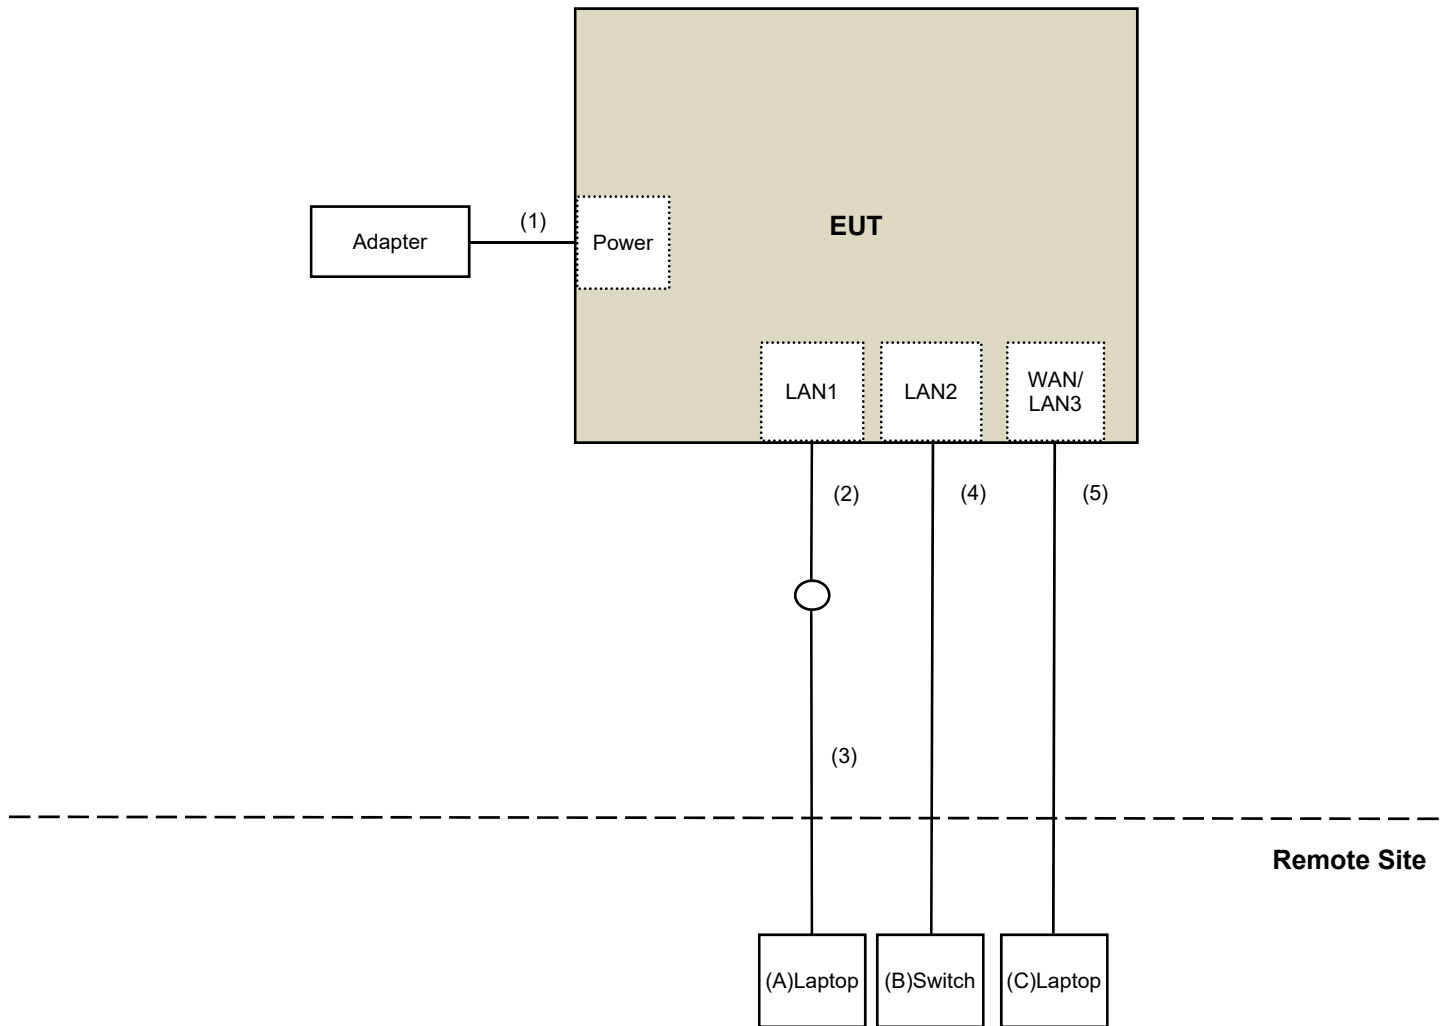 EUT
(1)
Adapter
Power
LAN1
LAN2
WAN/
LAN3
(2)
(4)
(5)
(3)
Remote Site
(A)Laptop
(B)Switch
(C)Laptop